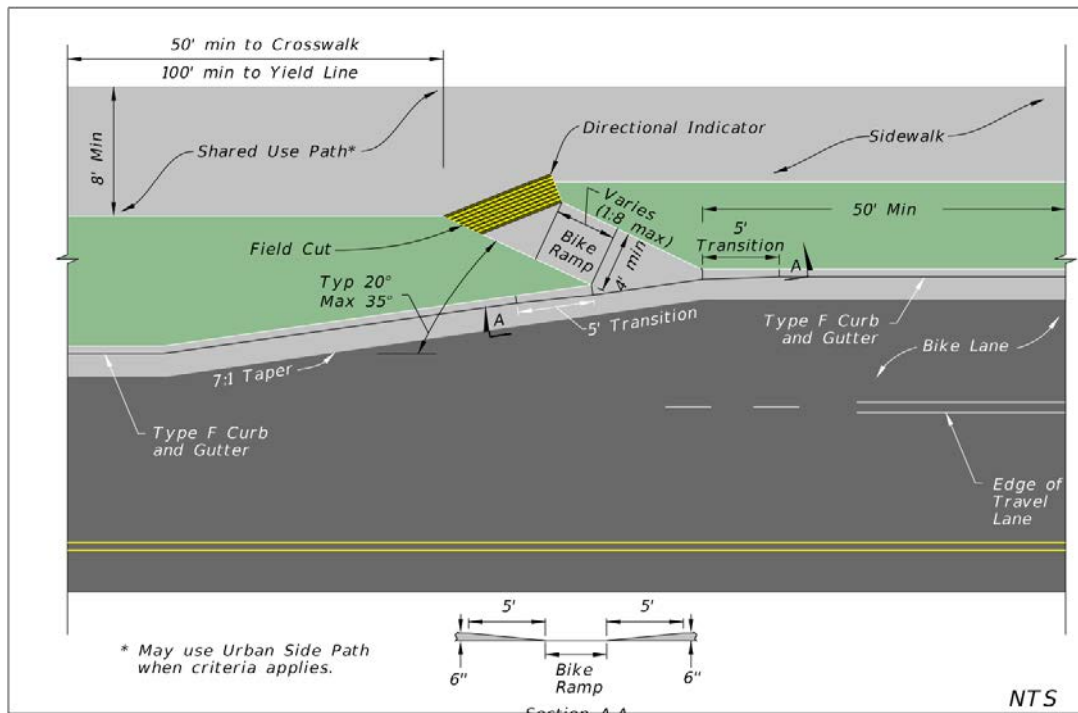 50' min to Crosswalk
100' min to Yield Line
8' Min
Shared Use Path*
Directional Indicator
Sidewalk
Field Cut
Varies
(1:8 max)
Bike
Ramp
4' min
50' Min
5'
Transition
A
Typ 20°
Max 35°
A
5' Transition
7:1 Taper
Type F Curb
and Gutter
Bike Lane
Type F Curb
and Gutter
Edge of
Travel
Lane
5'
5'
* May use Urban Side Path
when criteria applies.
6"
Bike
Ramp
6"
Section A-A
NTS